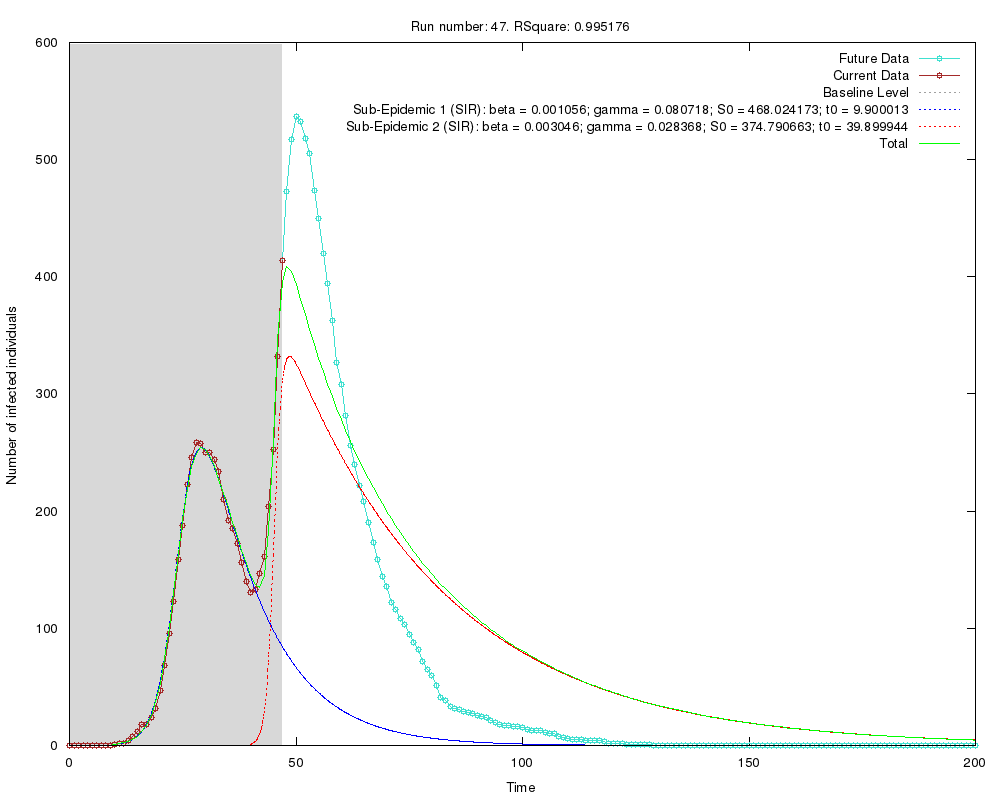 Run number: 47. RSquare: 0.995176
600
500
400
300
200
100
0
Number of infected individuals
Future Data
Current Data
Baseline Level
Sub-Epidemic 1 (SIR): beta = 0.001056; gamma = 0.080718; S0 = 468.024173; t0 = 9.900013
Sub-Epidemic 2 (SIR): beta = 0.003046; gamma = 0.028368; S0 = 374.790663; t0 = 39.899944
Total
0 50 100 150 200
Time